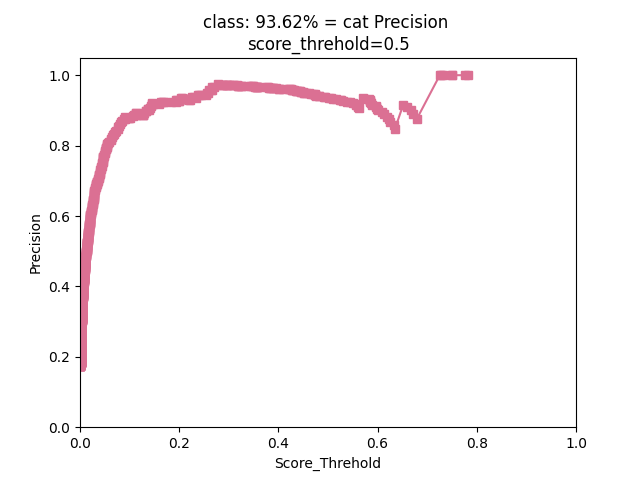 class: 93.62% = cat Precision
score_threhold=0.5
1.0
0.8
0.6
0.4
0.2
0.0
Precision
0.0 0.2 0.4 0.6 0.8 1.0
Score_Threhold